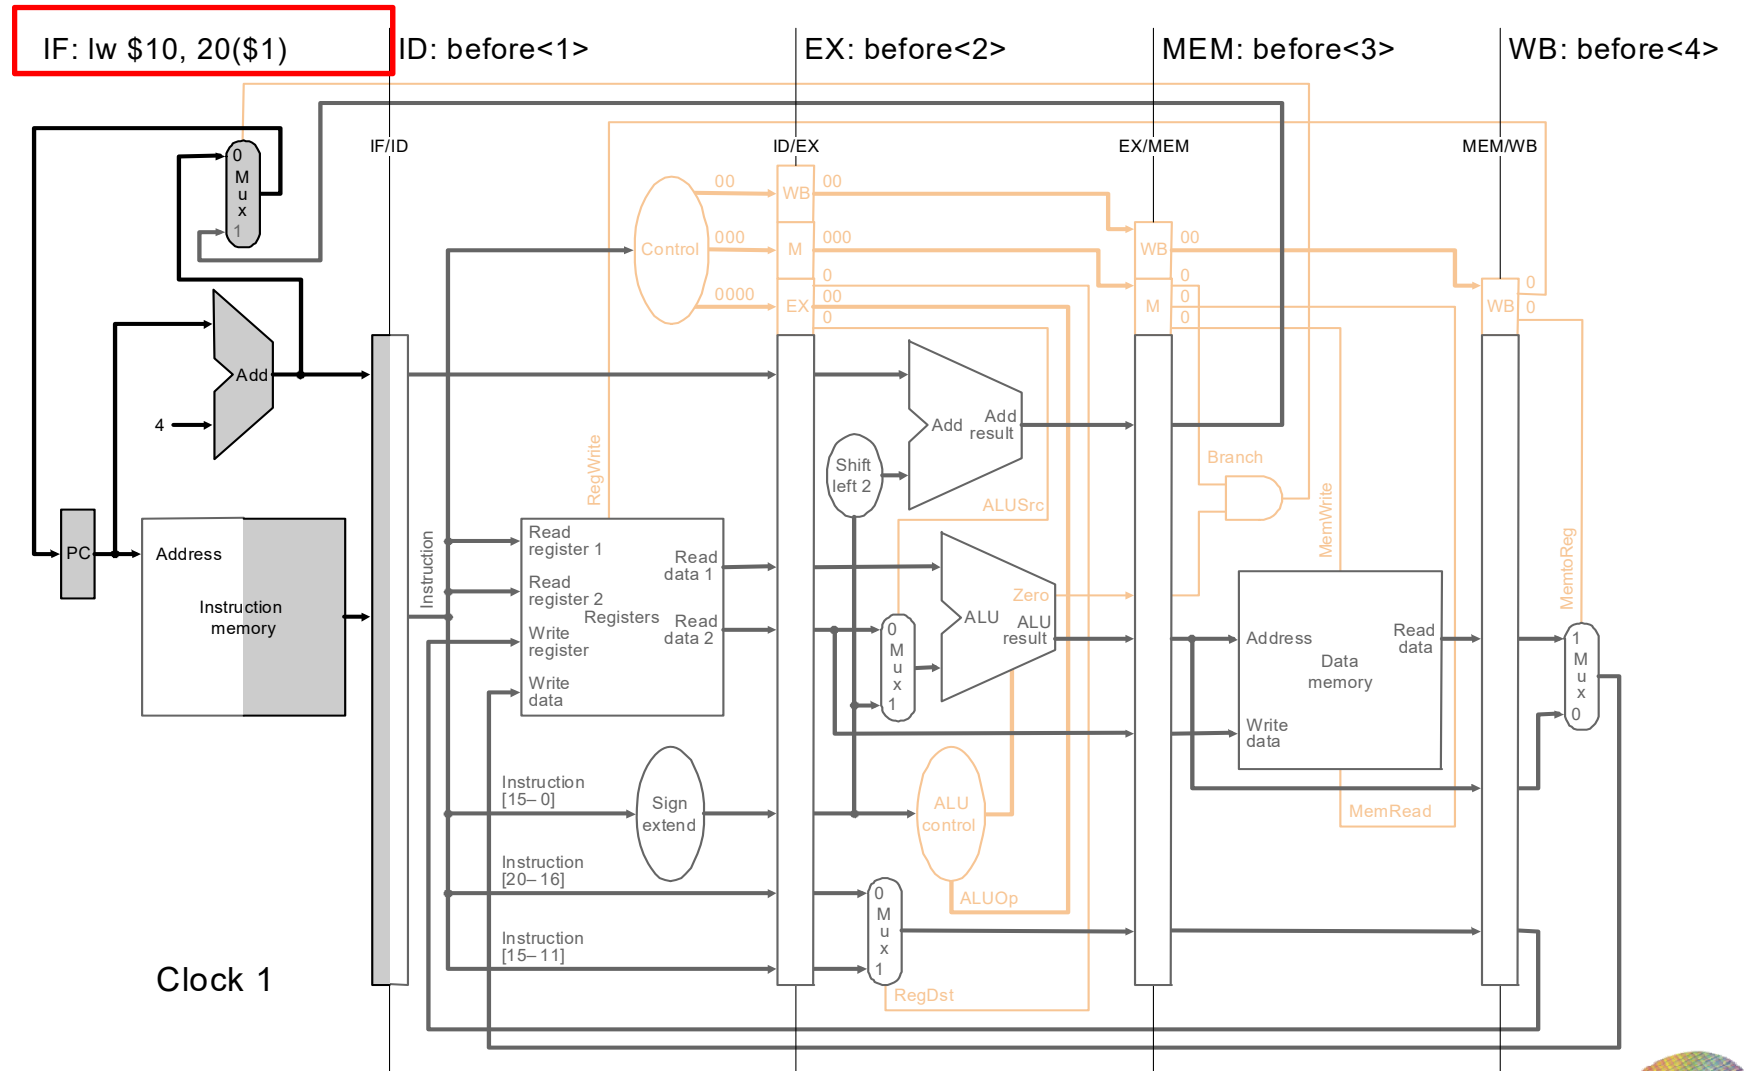 IF: lw $10, 20($1)
ID: before<1>
EX: before<2>
MEM: before<3>
WB: before<4>
IF/ID
ID/EX
EX/MEM
MEM/WB
0
M
u
x
1
Control
00
000
0000
WB
M
EX
00
000
0
00
0
WB
M
00
0
0
0
WB
0
0
Add
4
PC
Address
Instruction
memory
Instruction
RegWrite
Read
register 1
Read
register 2
Write
register
Write
data
Registers
Read
data 1
Read
data 2
Shift
left 2
Add
Add
result
ALUSrc
0
M
u
x
1
Zero
ALU
ALU
result
Branch
MemWrite
Address
Data
memory
Write
data
Read
data
MemRead
MemtoReg
1
M
u
x
0
Instruction
[15–0]
Sign
extend
ALU
control
ALUOp
Instruction
[20–16]
Instruction
[15–11]
0
M
u
x
1
RegDst
Clock 1